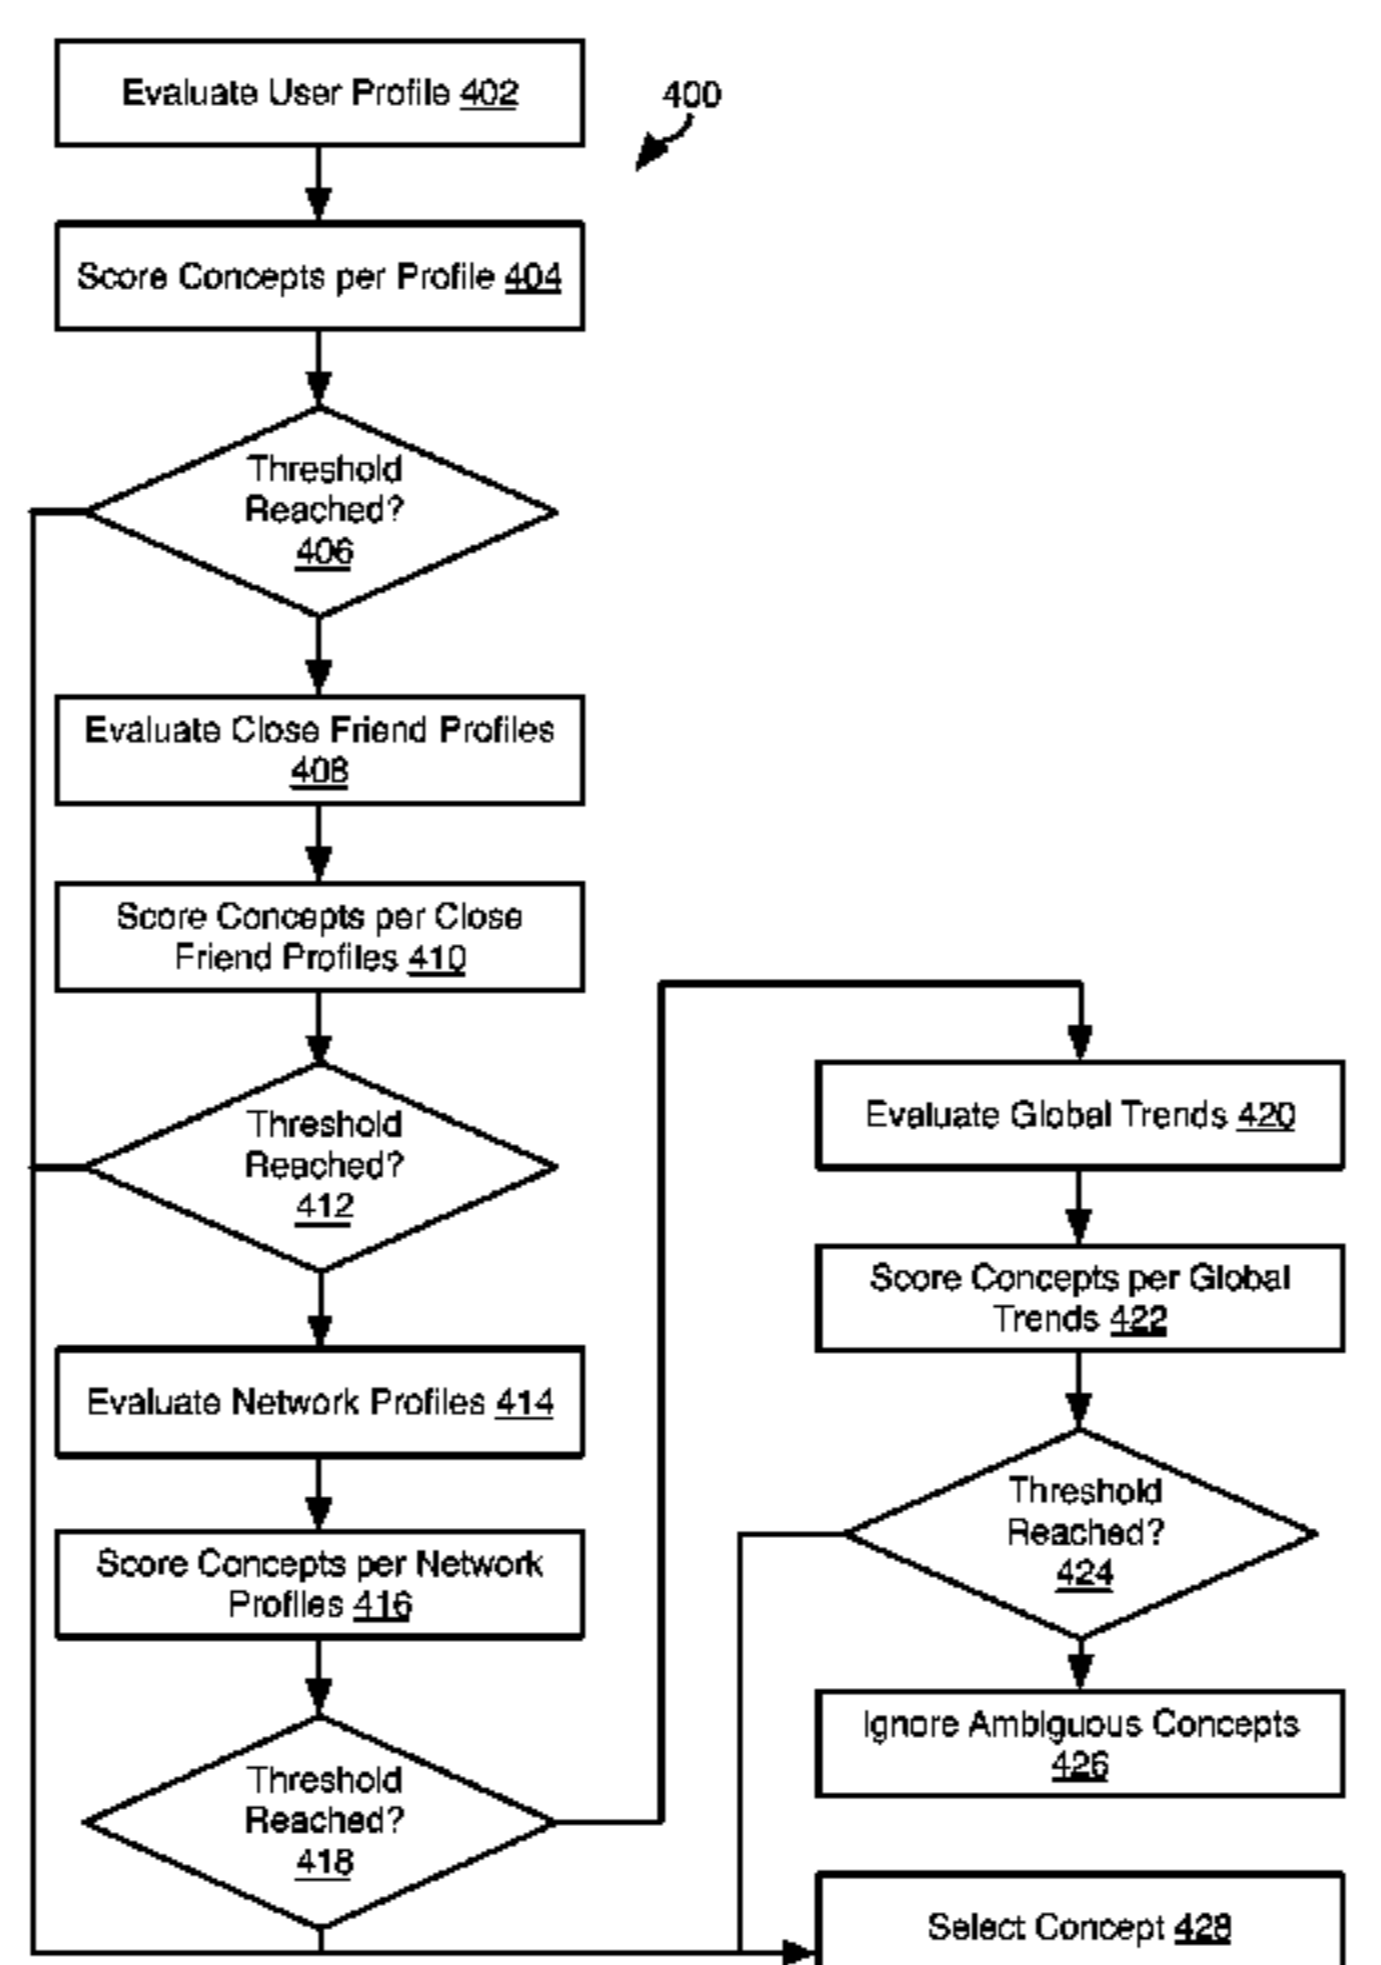 Evaluate User Profile 402
400
Score Concepts per Profile 404
Threshold
Reached?
406
Evaluate Close Friend Profiles
408
Score Concepts per Close
Friend Profiles 410
Threshold
Reached?
412
Evaluate Network Profiles 414
Score Concepts per Network
Profiles 416
Threshold
Reached?
418
Evaluate Global Trends 420
Score Concepts per Global
Trends 422
Threshold
Reached?
424
Ignore Ambiguous Concepts
426
Select Concept 428